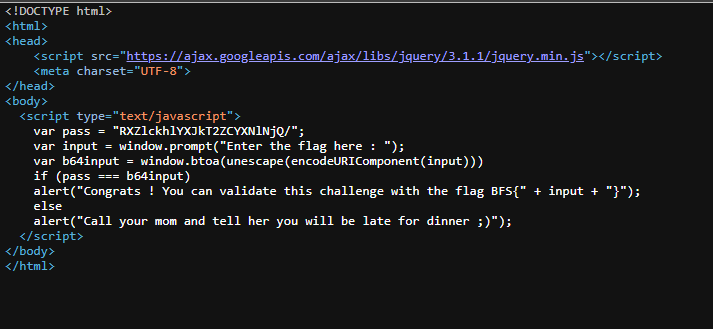 <!DOCTYPE html>
<html>
<head>
<script src="https://ajax.googleapis.com/ajax/libs/jquery/3.1.1/jquery.min.js"></script>
<meta charset="UTF-8">
</head>
<body>
<script type="text/javascript">
var pass = "RXZlckhlYXJkT2ZCYXNlNjQ/";
var input = window.prompt("Enter the flag here : ");
var b64input = window.btoa(unescape(encodeURIComponent(input)))
if (pass === b64input)
alert("Congrats ! You can validate this challenge with the flag BFS{" + input + "}");
else
alert("Call your mom and tell her you will be late for dinner ;)");
</script>
</body>
</html>